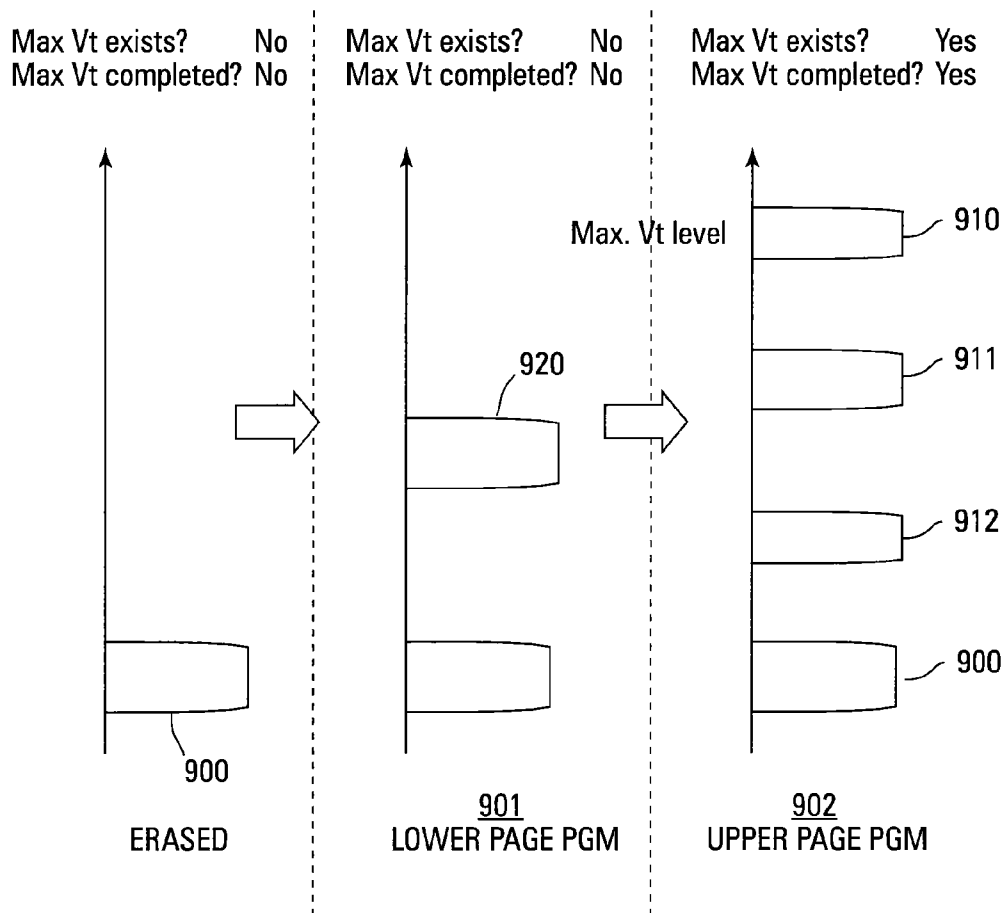 Max Vt exists? No
Max Vt completed? No
Max Vt exists? No
Max Vt completed? No
Max Vt exists? Yes
Max Vt completed? Yes
Max. Vt level
910
920
911
912
900
900
901
902
ERASED
LOWER PAGE PGM
UPPER PAGE PGM